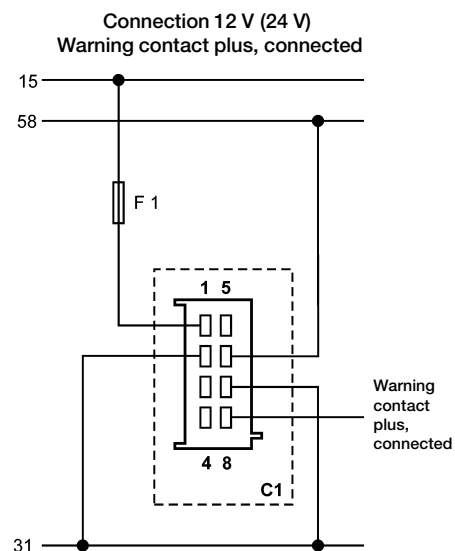 Connection 12 V (24 V)
Warning contact plus, connected
15
58
F 1
1 5
Warning
contact
plus,
connected
4 8
C1
31